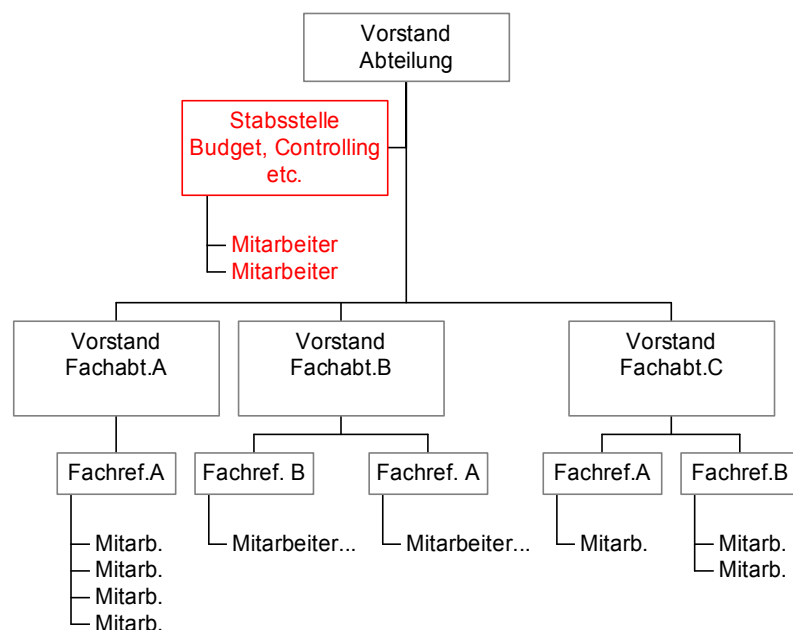 Vorstand
Abteilung
Stabsstelle
Budget, Controlling
etc.
Mitarbeiter
Mitarbeiter
Vorstand
Fachabt.A
Vorstand
Fachabt.B
Vorstand
Fachabt.C
Fachref.A
Fachref. B
Fachref. A
Fachref.A
Fachref.B
Mitarb.
Mitarb.
Mitarb.
Mitarb.
Mitarbeiter...
Mitarbeiter...
Mitarb.
Mitarb.
Mitarb.